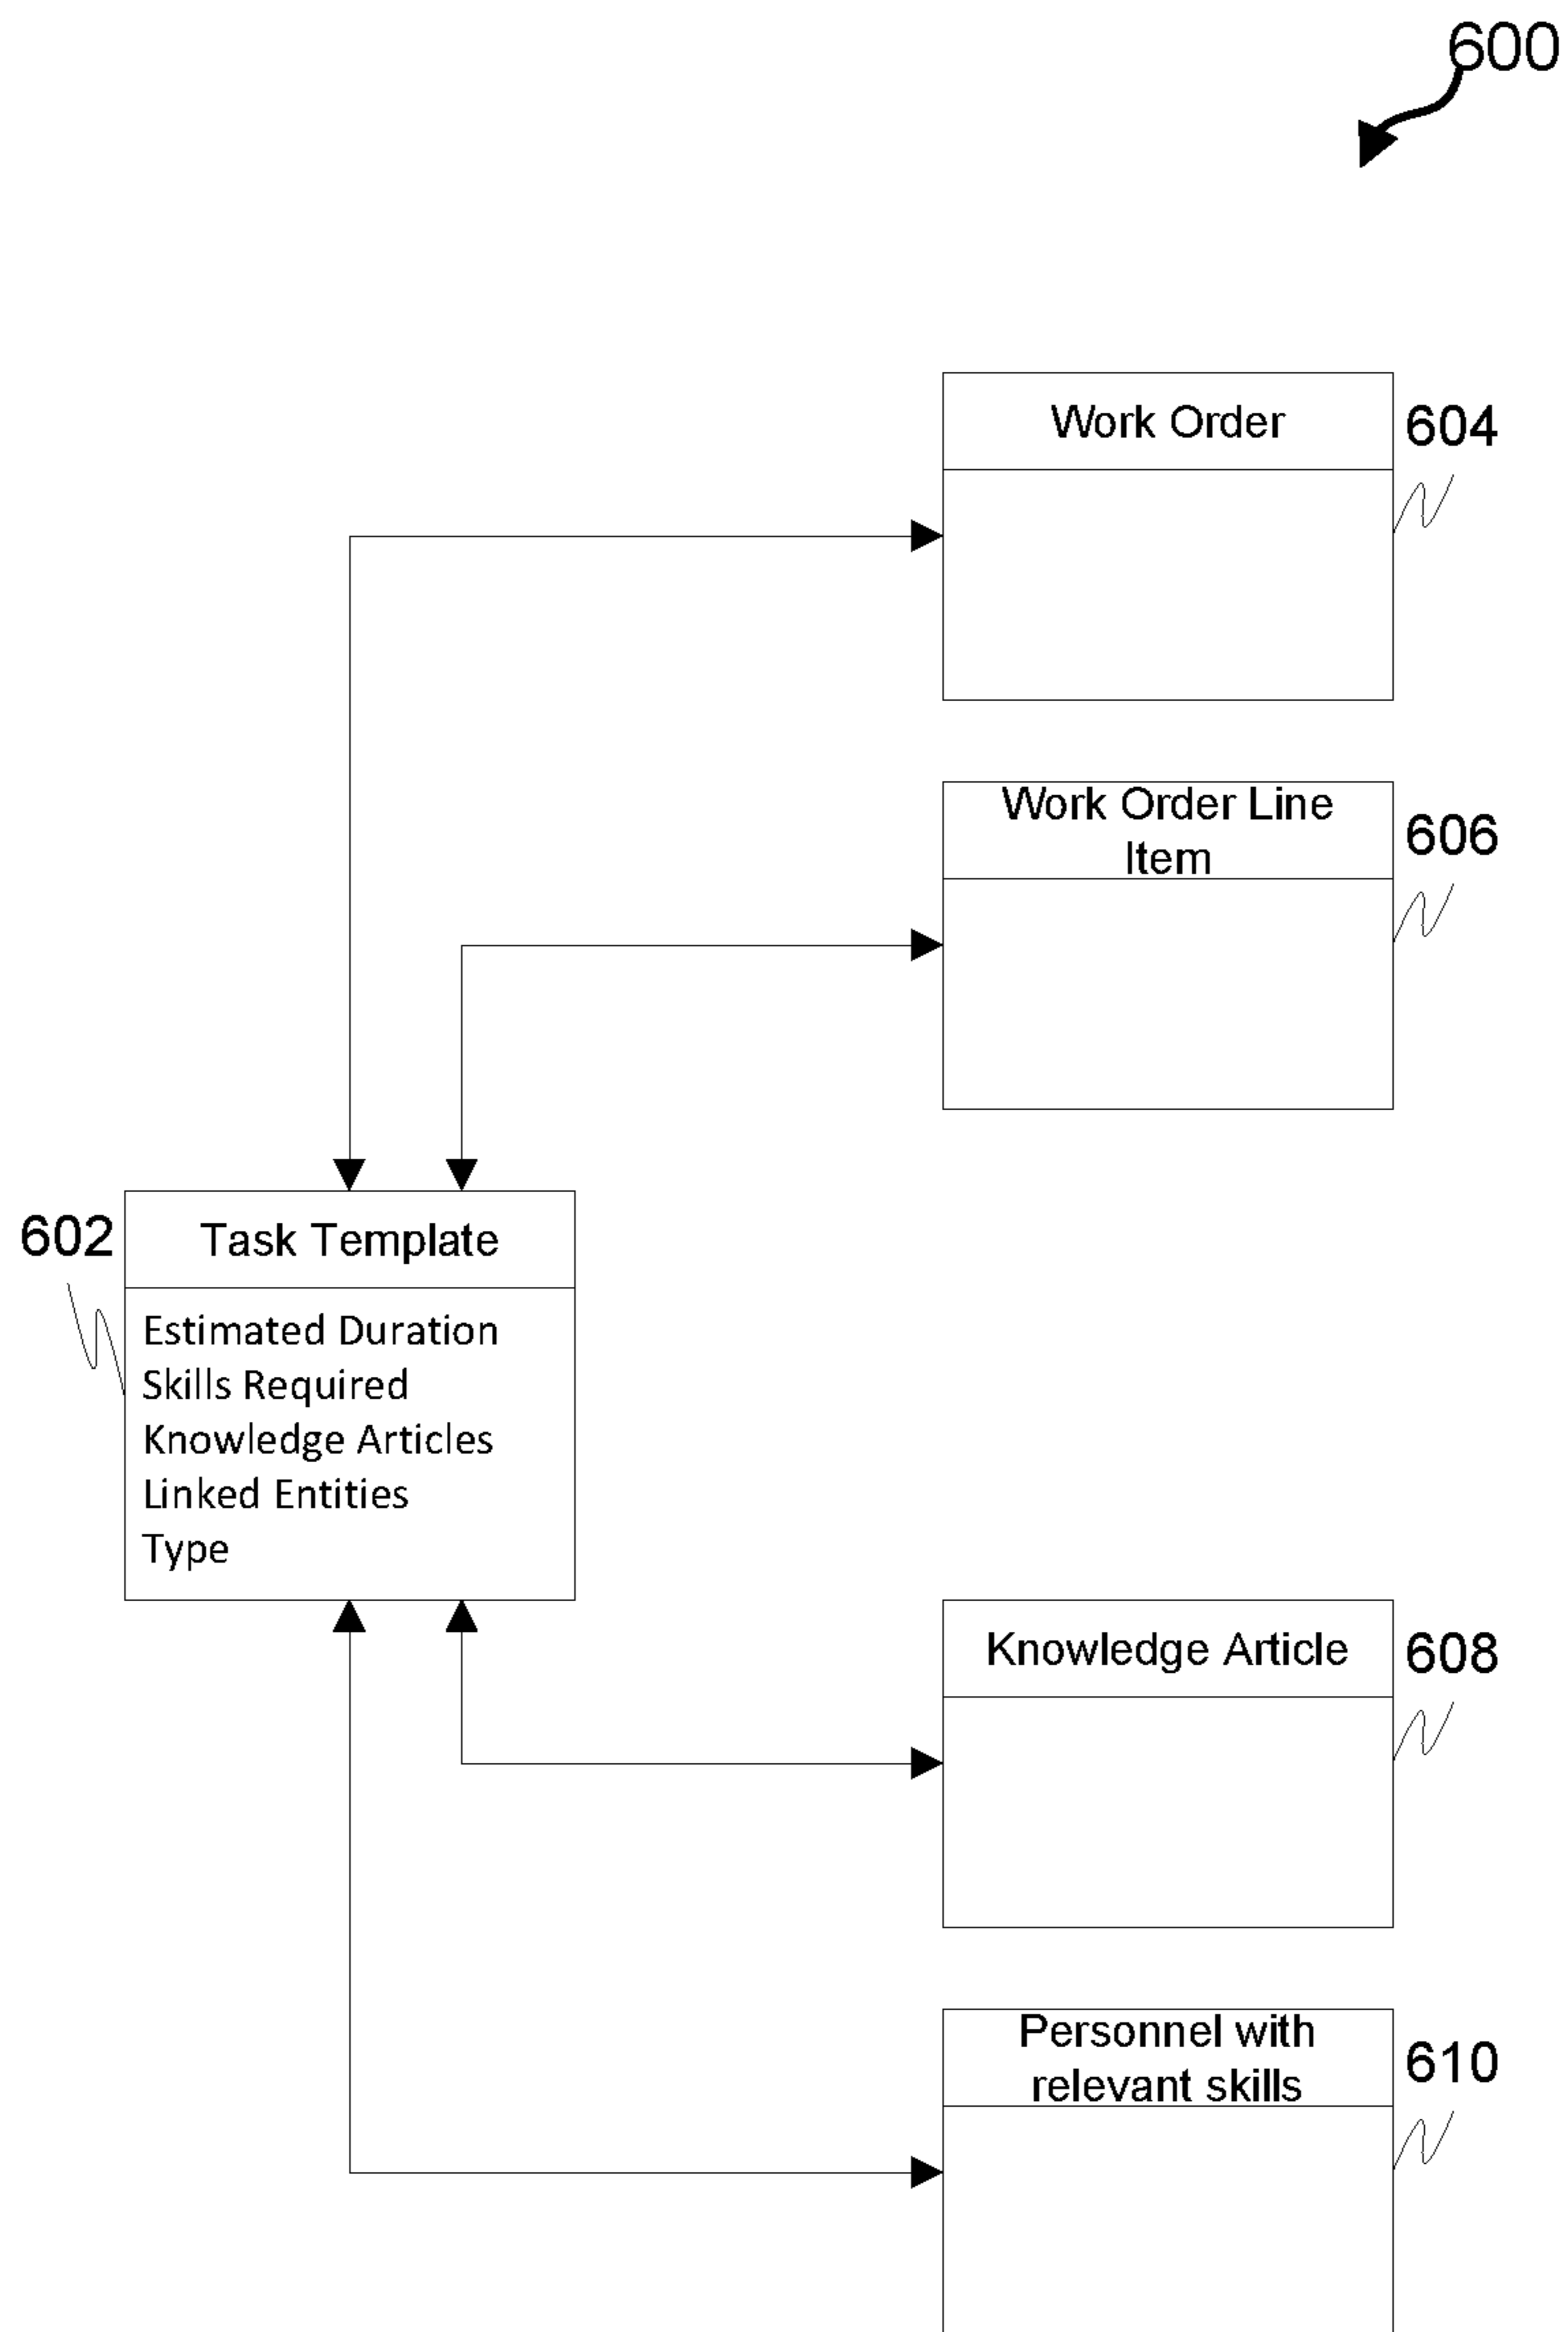 600
Work Order
604
Work Order Line
Item
606
602
Task Template
Estimated Duration
Skills Required
Knowledge Articles
Linked Entities
Type
Knowledge Article
608
Personnel with
relevant skills
610